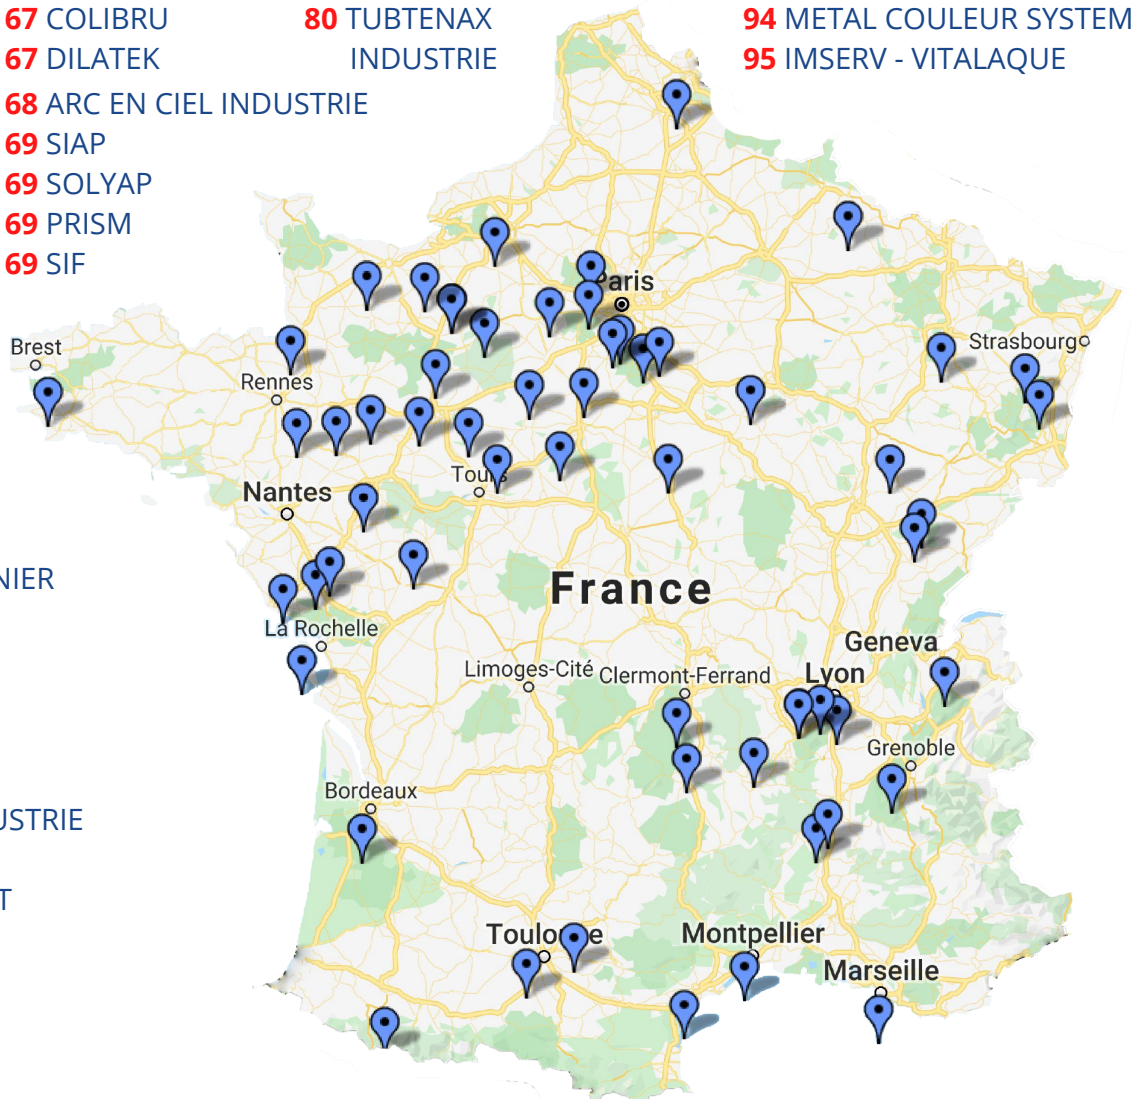 67 COLIBRU
67 DILATEK
68 ARC EN CIEL INDUSTRIE
69 SIAP
69 SOLYAP
69 PRISM
69 SIF
80 TUBTENAX
INDUSTRIE
94 METAL COULEUR SYSTEM
95 IMSERV - VITALAQUE
Paris
Brest
Strasbourg
Rennes
Tours
Nantes
NIER
France
La Rochelle
Geneva
Limoges-Cité
Clermont-Ferrand
Lyon
Grenoble
Bordeaux
USTRIE
T
Toulouse
Montpellier
Marseille